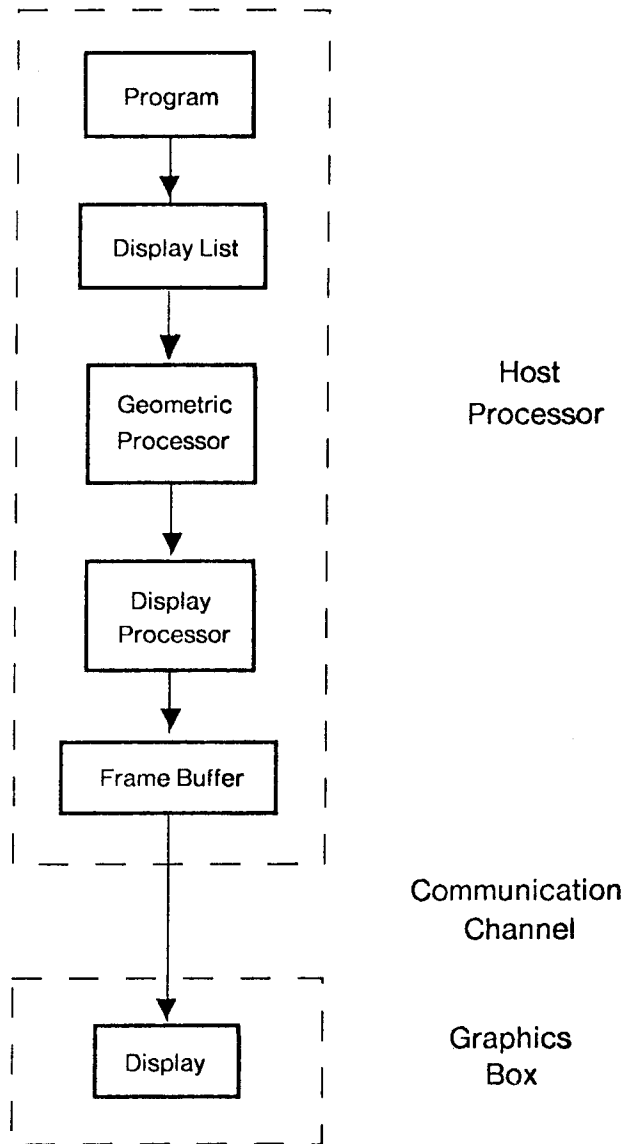 Program
Display List
Geometric
Processor
Host
Processor
Display
Processor
Frame Buffer
Communication
Channel
Display
Graphics
Box